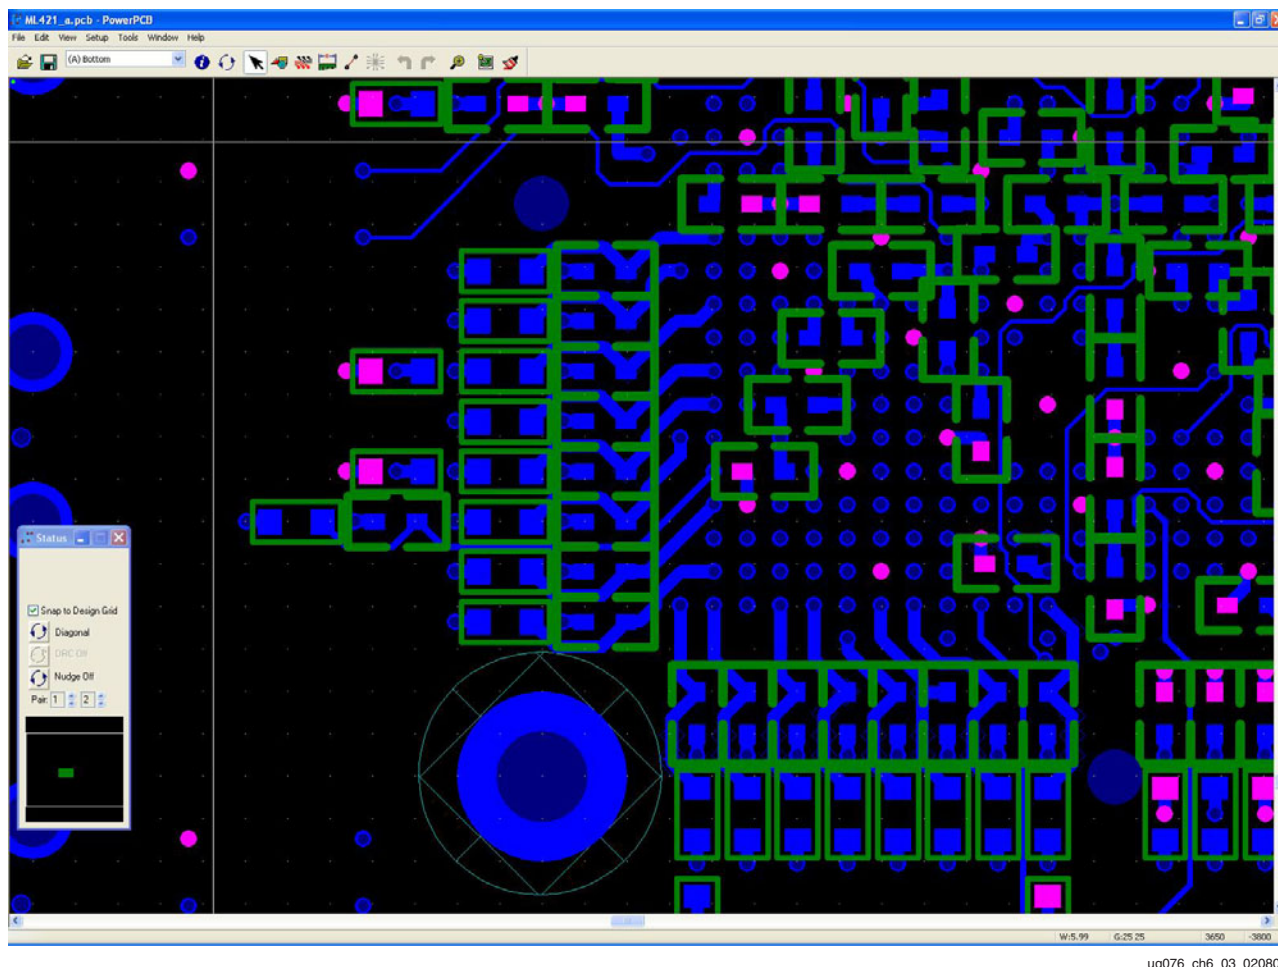 ML421_a.pcb - PowerPCB
File Edit View Setup Tools Window Help
(A) Bottom
Status
Snap to Design Grid
Diagonal
DRC Off
Nudge Off
Pair: 1 2
W:5.99 G:25 25 3650 -3800
ug076_ch6_03_02080